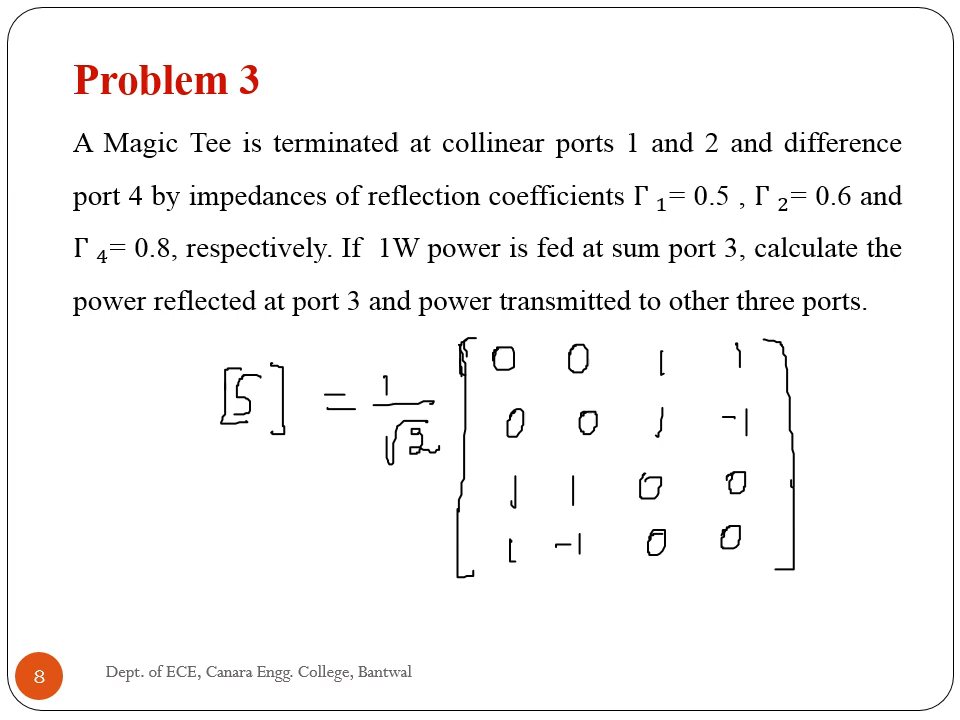 Problem 3
A Magic Tee is terminated at collinear ports 1 and 2 and difference
port 4 by impedances of reflection coefficients Γ ₁= 0.5 , Γ ₂= 0.6 and
Γ ₄= 0.8, respectively. If 1W power is fed at sum port 3, calculate the
power reflected at port 3 and power transmitted to other three ports.
[S] = 1/√2 [
0 0 1 1
0 0 1 -1
1 1 0 0
1 -1 0 0
]
8 Dept. of ECE, Canara Engg. College, Bantwal